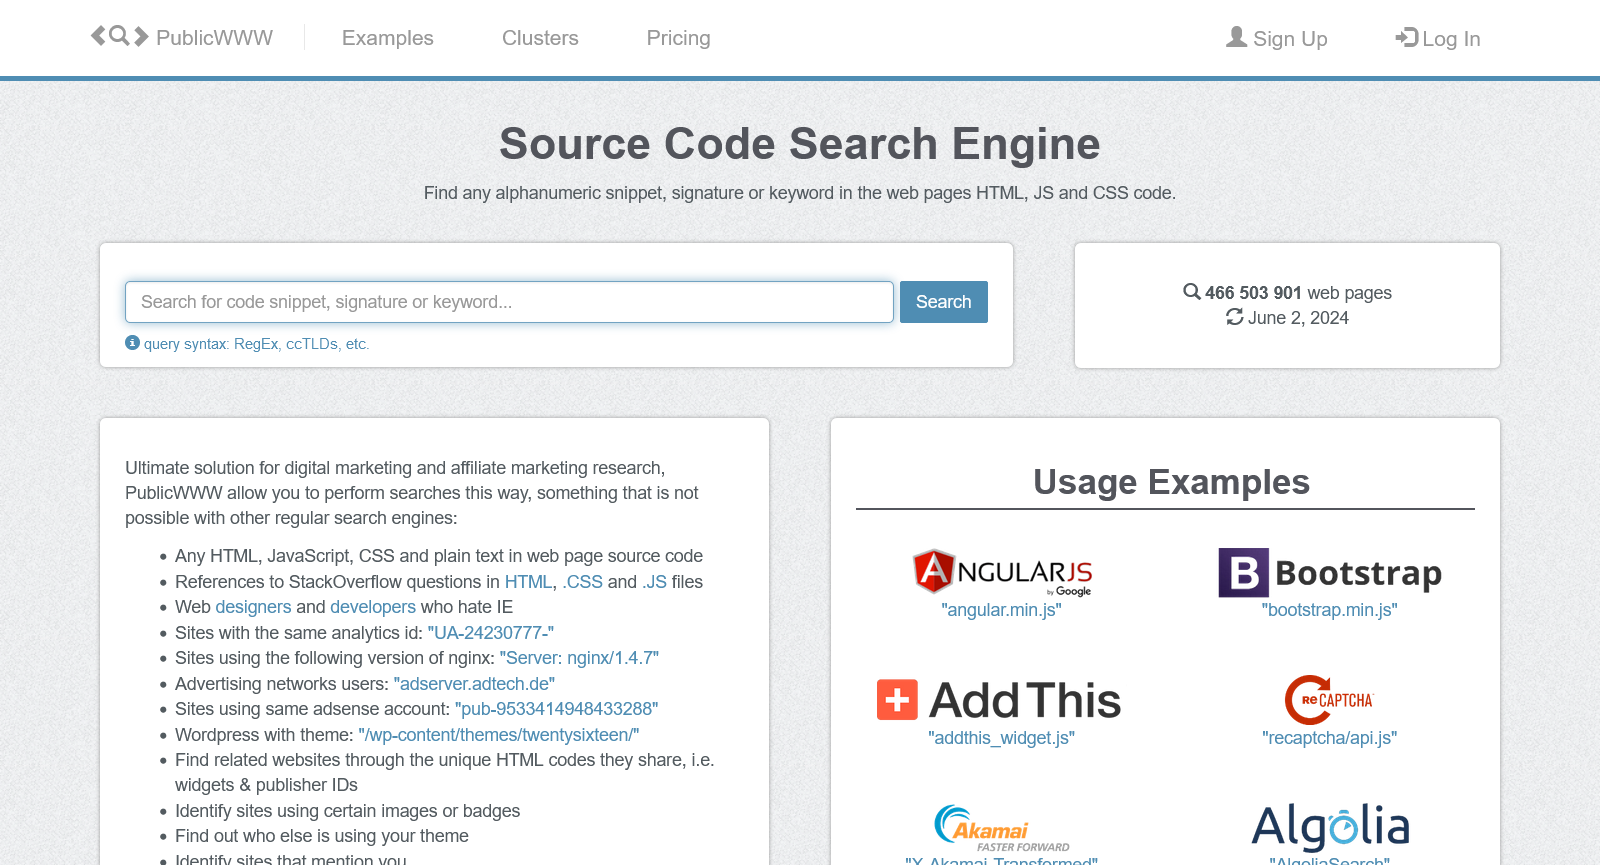 PublicWWW
Examples
Clusters
Pricing
Sign Up
Log In
Source Code Search Engine
Find any alphanumeric snippet, signature or keyword in the web pages HTML, JS and CSS code.
Search for code snippet, signature or keyword...
Search
query syntax: RegEx, ccTLDs, etc.
466 503 901 web pages
June 2, 2024
Ultimate solution for digital marketing and affiliate marketing research,
PublicWWW allow you to perform searches this way, something that is not
possible with other regular search engines:
• Any HTML, JavaScript, CSS and plain text in web page source code
• References to StackOverflow questions in HTML, .CSS and .JS files
• Web designers and developers who hate IE
• Sites with the same analytics id: "UA-24230777-"
• Sites using the following version of nginx: "Server: nginx/1.4.7"
• Advertising networks users: "adserver.adtech.de"
• Sites using same adsense account: "pub-9533414948433288"
• Wordpress with theme: "/wp-content/themes/twentysixteen/"
• Find related websites through the unique HTML codes they share, i.e.
widgets & publisher IDs
• Identify sites using certain images or badges
• Find out who else is using your theme
• Identify sites that mention you
Usage Examples
ANGULARJS
by Google
"angular.min.js"
B Bootstrap
"bootstrap.min.js"
AddThis
"addthis_widget.js"
reCAPTCHA
"recaptcha/api.js"
Akamai
FASTER FORWARD
"X-Akamai-Transformed"
Algolia
"AlgoliaSearch"